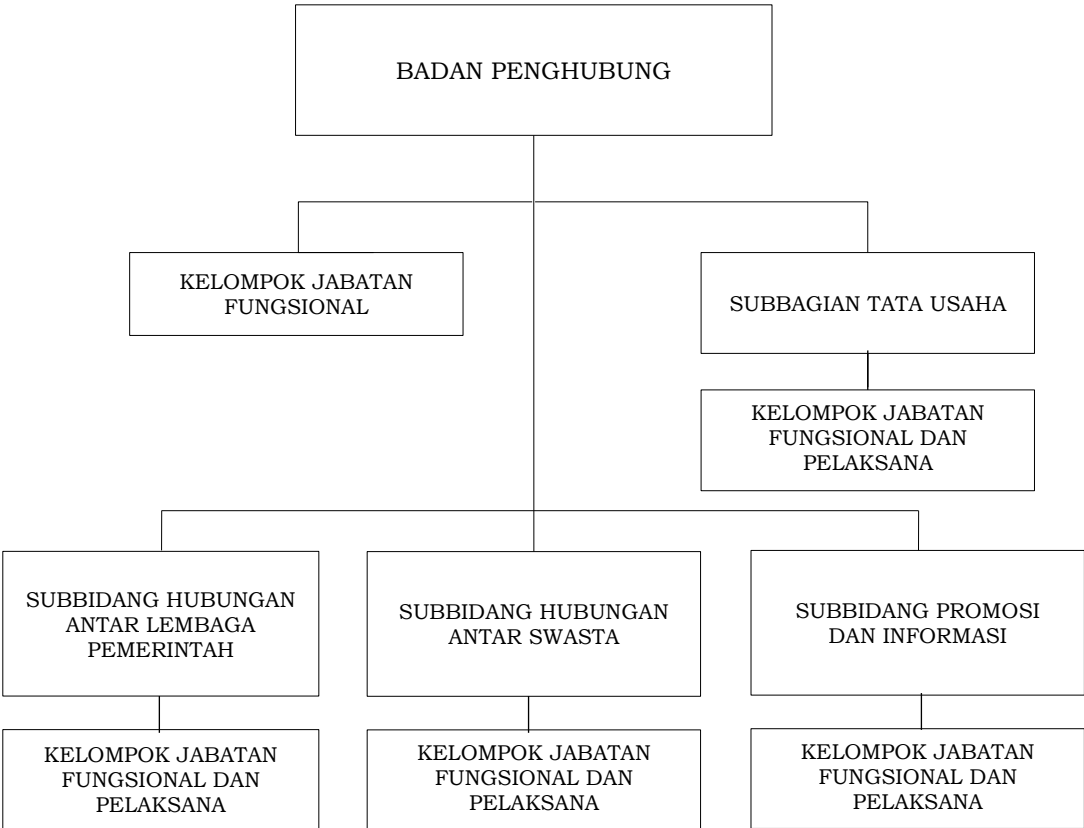 BADAN PENGHUBUNG
KELOMPOK JABATAN
FUNGSIONAL
SUBBAGIAN TATA USAHA
KELOMPOK JABATAN
FUNGSIONAL DAN
PELAKSANA
SUBBIDANG HUBUNGAN
ANTAR LEMBAGA
PEMERINTAH
SUBBIDANG HUBUNGAN
ANTAR SWASTA
SUBBIDANG PROMOSI
DAN INFORMASI
KELOMPOK JABATAN
FUNGSIONAL DAN
PELAKSANA
KELOMPOK JABATAN
FUNGSIONAL DAN
PELAKSANA
KELOMPOK JABATAN
FUNGSIONAL DAN
PELAKSANA